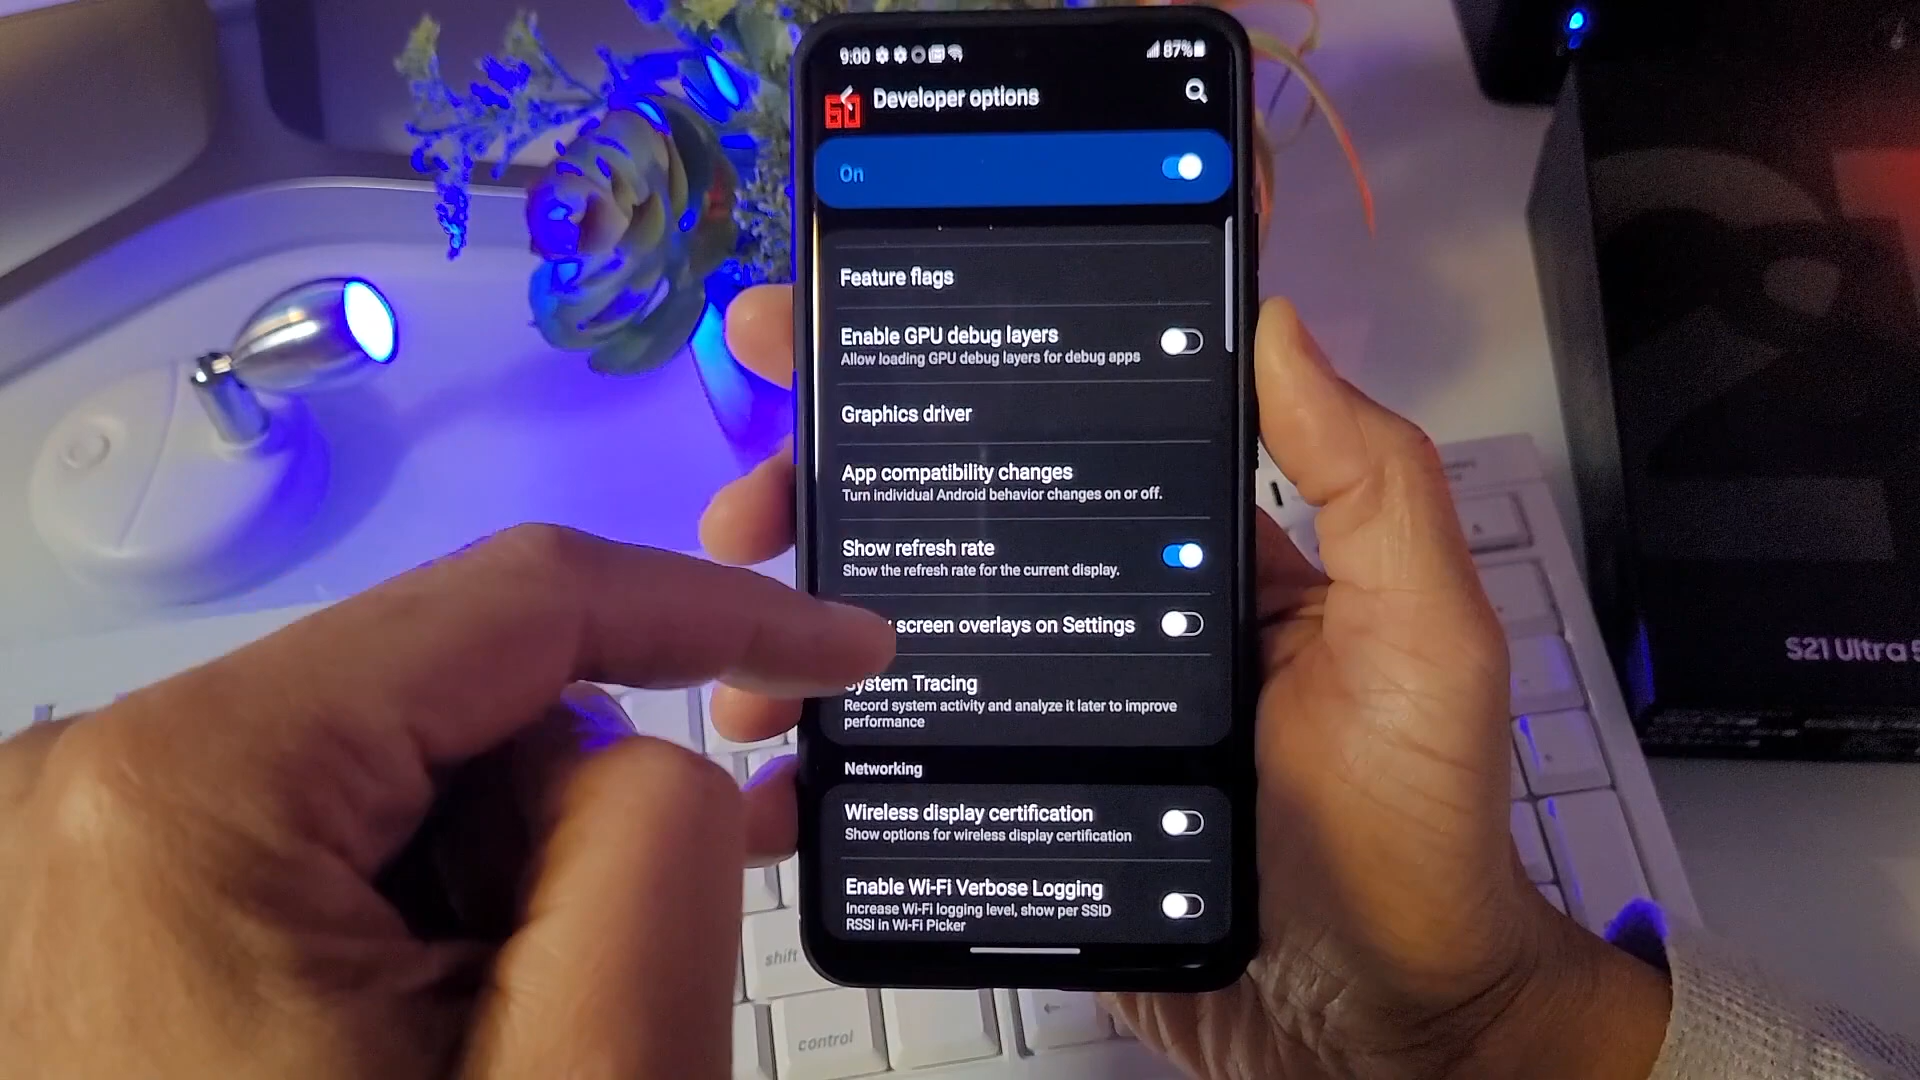 9:00
87%
60
Developer options
On
Feature flags
Enable GPU debug layers
Allow loading GPU debug layers for debug apps
Graphics driver
App compatibility changes
Turn individual Android behavior changes on or off.
Show refresh rate
Show the refresh rate for the current display.
screen overlays on Settings
System Tracing
Record system activity and analyze it later to improve
performance
Networking
Wireless display certification
Show options for wireless display certification
Enable Wi-Fi Verbose Logging
Increase Wi-Fi logging level, show per SSID
RSSI in Wi-Fi Picker
S21 Ultra
shift
control